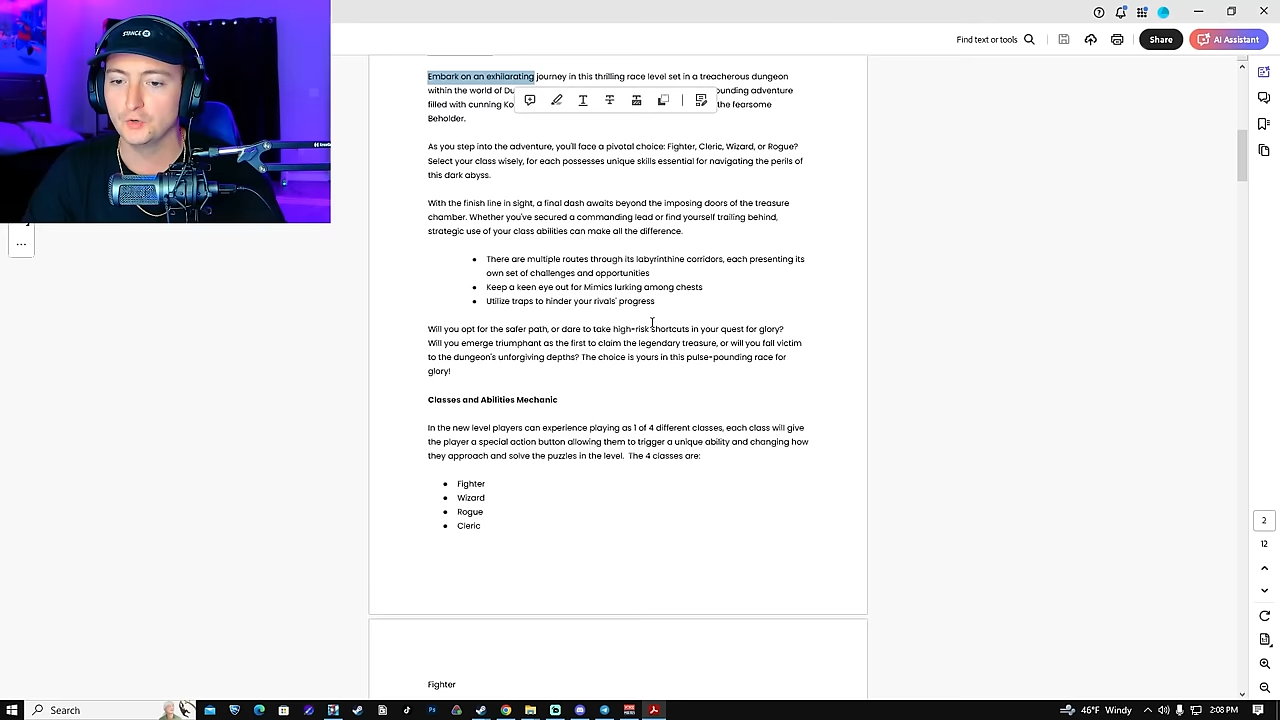 STANCE
Find text or tools
Share
AI Assistant
Embark on an exhilarating journey in this thrilling race level set in a treacherous dungeon
within the world of Du
ounding adventure
filled with cunning Ko
the fearsome
Beholder.
As you step into the adventure, you'll face a pivotal choice: Fighter, Cleric, Wizard, or Rogue?
Select your class wisely, for each possesses unique skills essential for navigating the perils of
this dark abyss.
With the finish line in sight, a final dash awaits beyond the imposing doors of the treasure
chamber. Whether you've secured a commanding lead or find yourself trailing behind,
strategic use of your class abilities can make all the difference.
● There are multiple routes through its labyrinthine corridors, each presenting its
own set of challenges and opportunities
● Keep a keen eye out for Mimics lurking among chests
● Utilize traps to hinder your rivals' progress
Will you opt for the safer path, or dare to take high-risk shortcuts in your quest for glory?
Will you emerge triumphant as the first to claim the legendary treasure, or will you fall victim
to the dungeon's unforgiving depths? The choice is yours in this pulse-pounding race for
glory!
Classes and Abilities Mechanic
In the new level players can experience playing as 1 of 4 different classes, each class will give
the player a special action button allowing them to trigger a unique ability and changing how
they approach and solve the puzzles in the level. The 4 classes are:
● Fighter
● Wizard
● Rogue
● Cleric
Fighter
2
12
Search
46°F Windy
2:08 PM